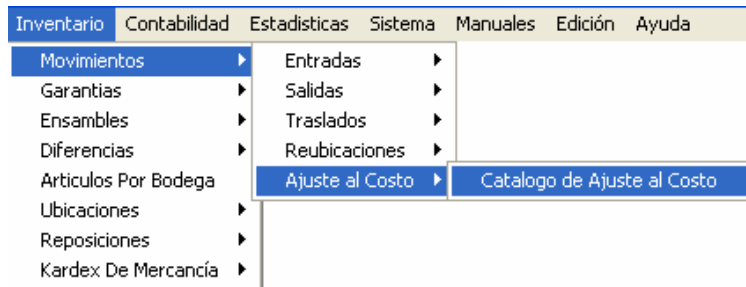 Inventario Contabilidad Estadisticas Sistema Manuales Edición Ayuda
Movimientos Entradas
Garantias Salidas
Ensambles Traslados
Diferencias Reubicaciones
Articulos Por Bodega Ajuste al Costo Catalogo de Ajuste al Costo
Ubicaciones
Reposiciones
Kardex De Mercancía